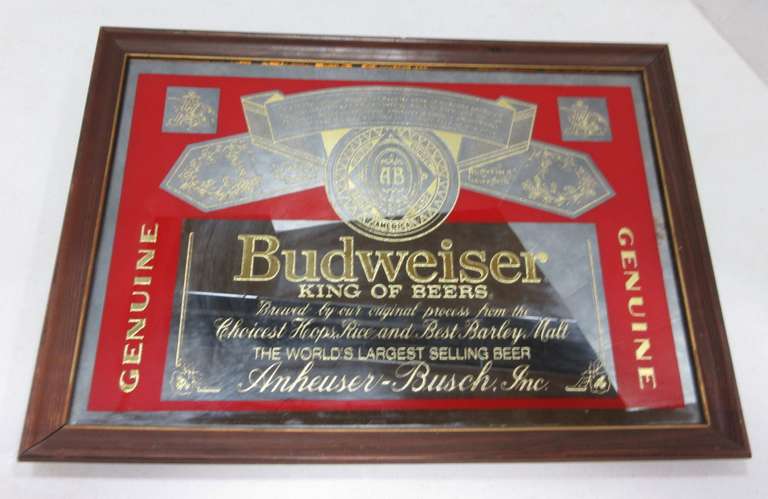 AB
AMERICA
GENUINE
Budweiser
KING OF BEERS
Brewed by our original process from the
Choicest Hops, Rice and Best Barley Malt
THE WORLD'S LARGEST SELLING BEER
Anheuser-Busch, Inc.
GENUINE